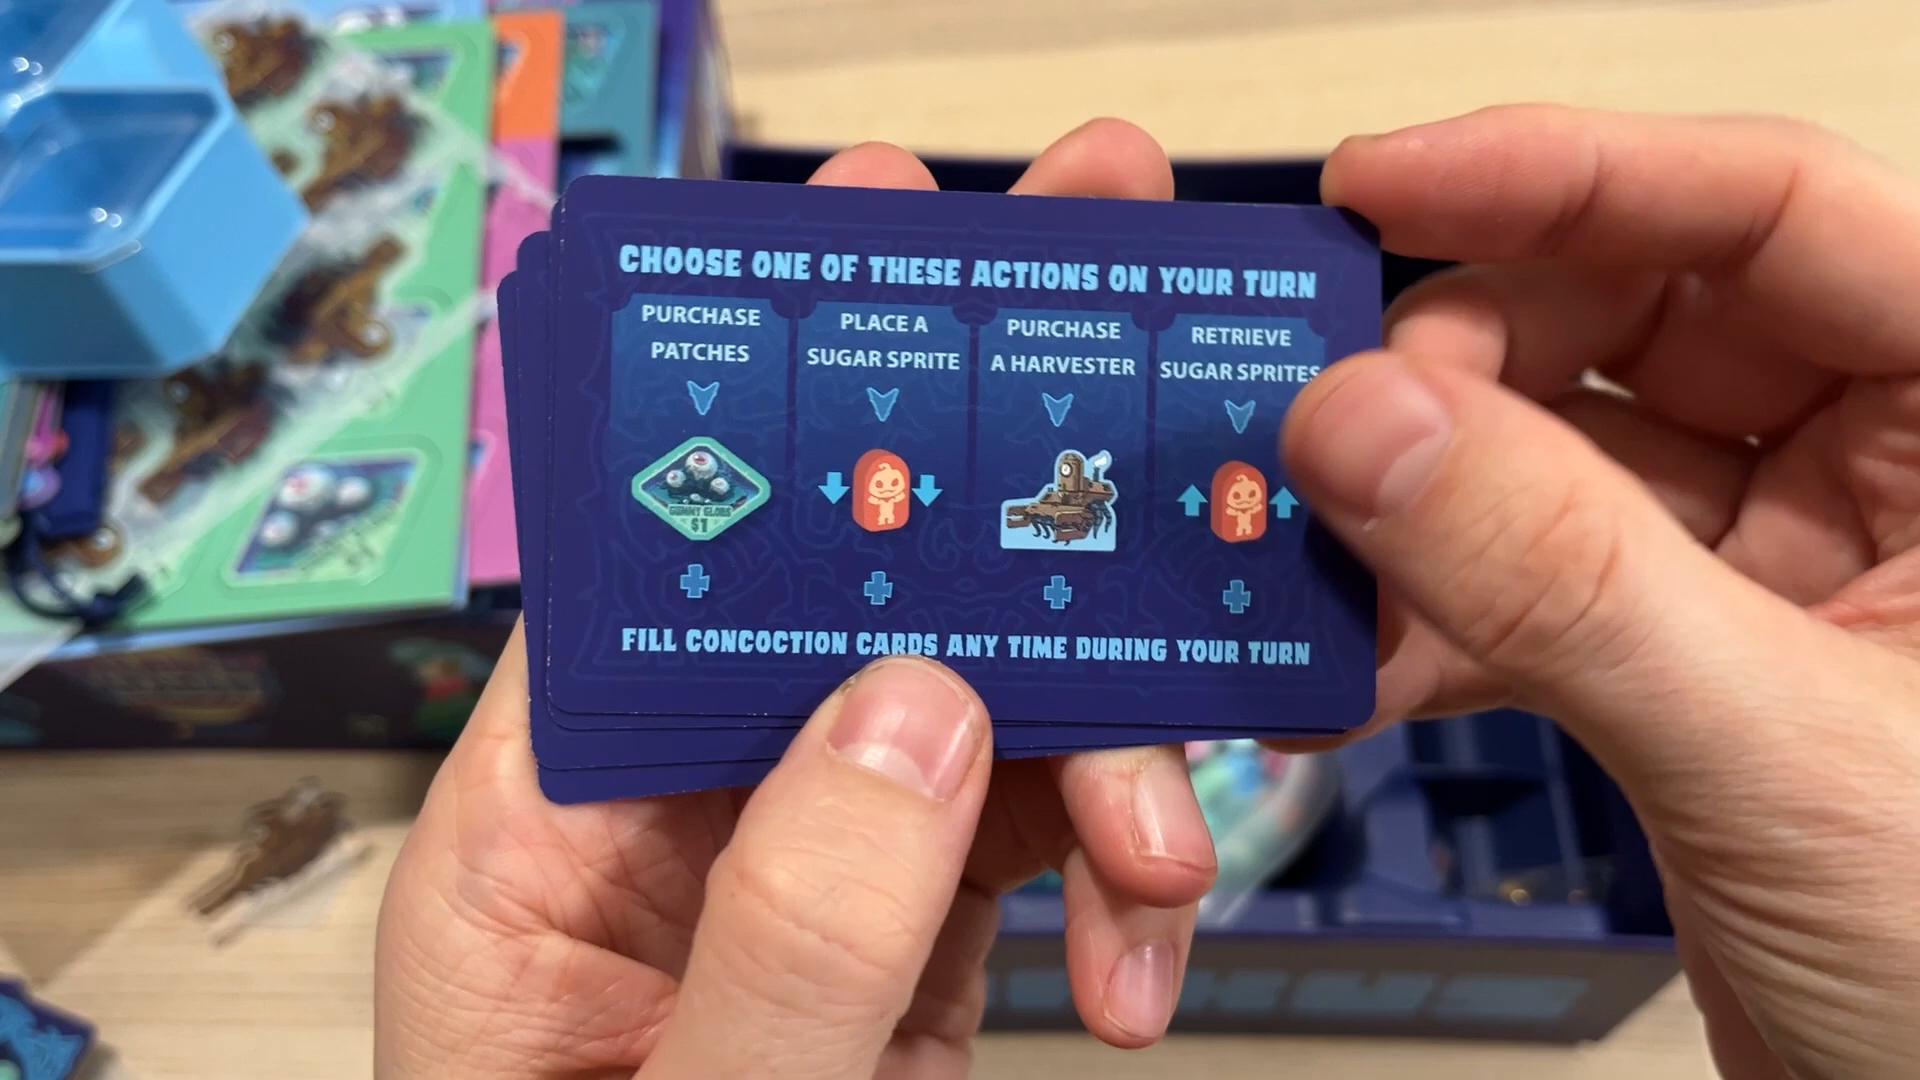 CHOOSE ONE OF THESE ACTIONS ON YOUR TURN
PURCHASE
PATCHES
PLACE A
SUGAR SPRITE
PURCHASE
A HARVESTER
RETRIEVE
SUGAR SPRITES
GUMMY GLOBS
$1
FILL CONCOCTION CARDS ANY TIME DURING YOUR TURN